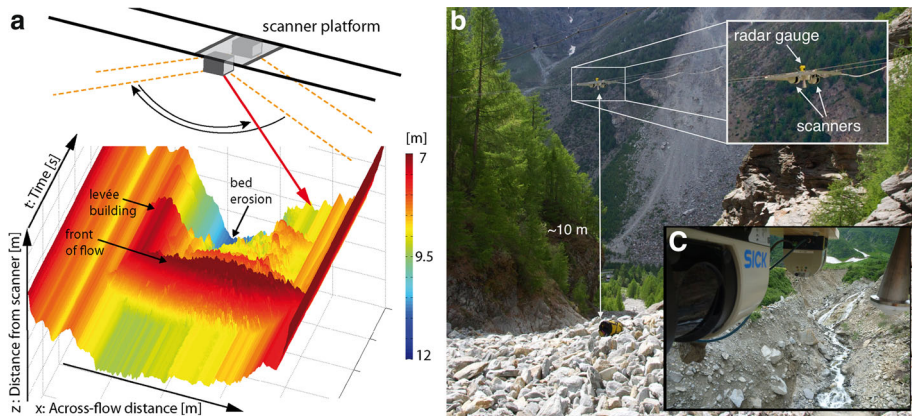 a
scanner platform
[m]
7
9.5
12
t: Time [s]
levée
building
bed
erosion
front
of flow
z : Distance from scanner [m]
x: Across-flow distance [m]
b
radar gauge
scanners
~10 m
C
SICK